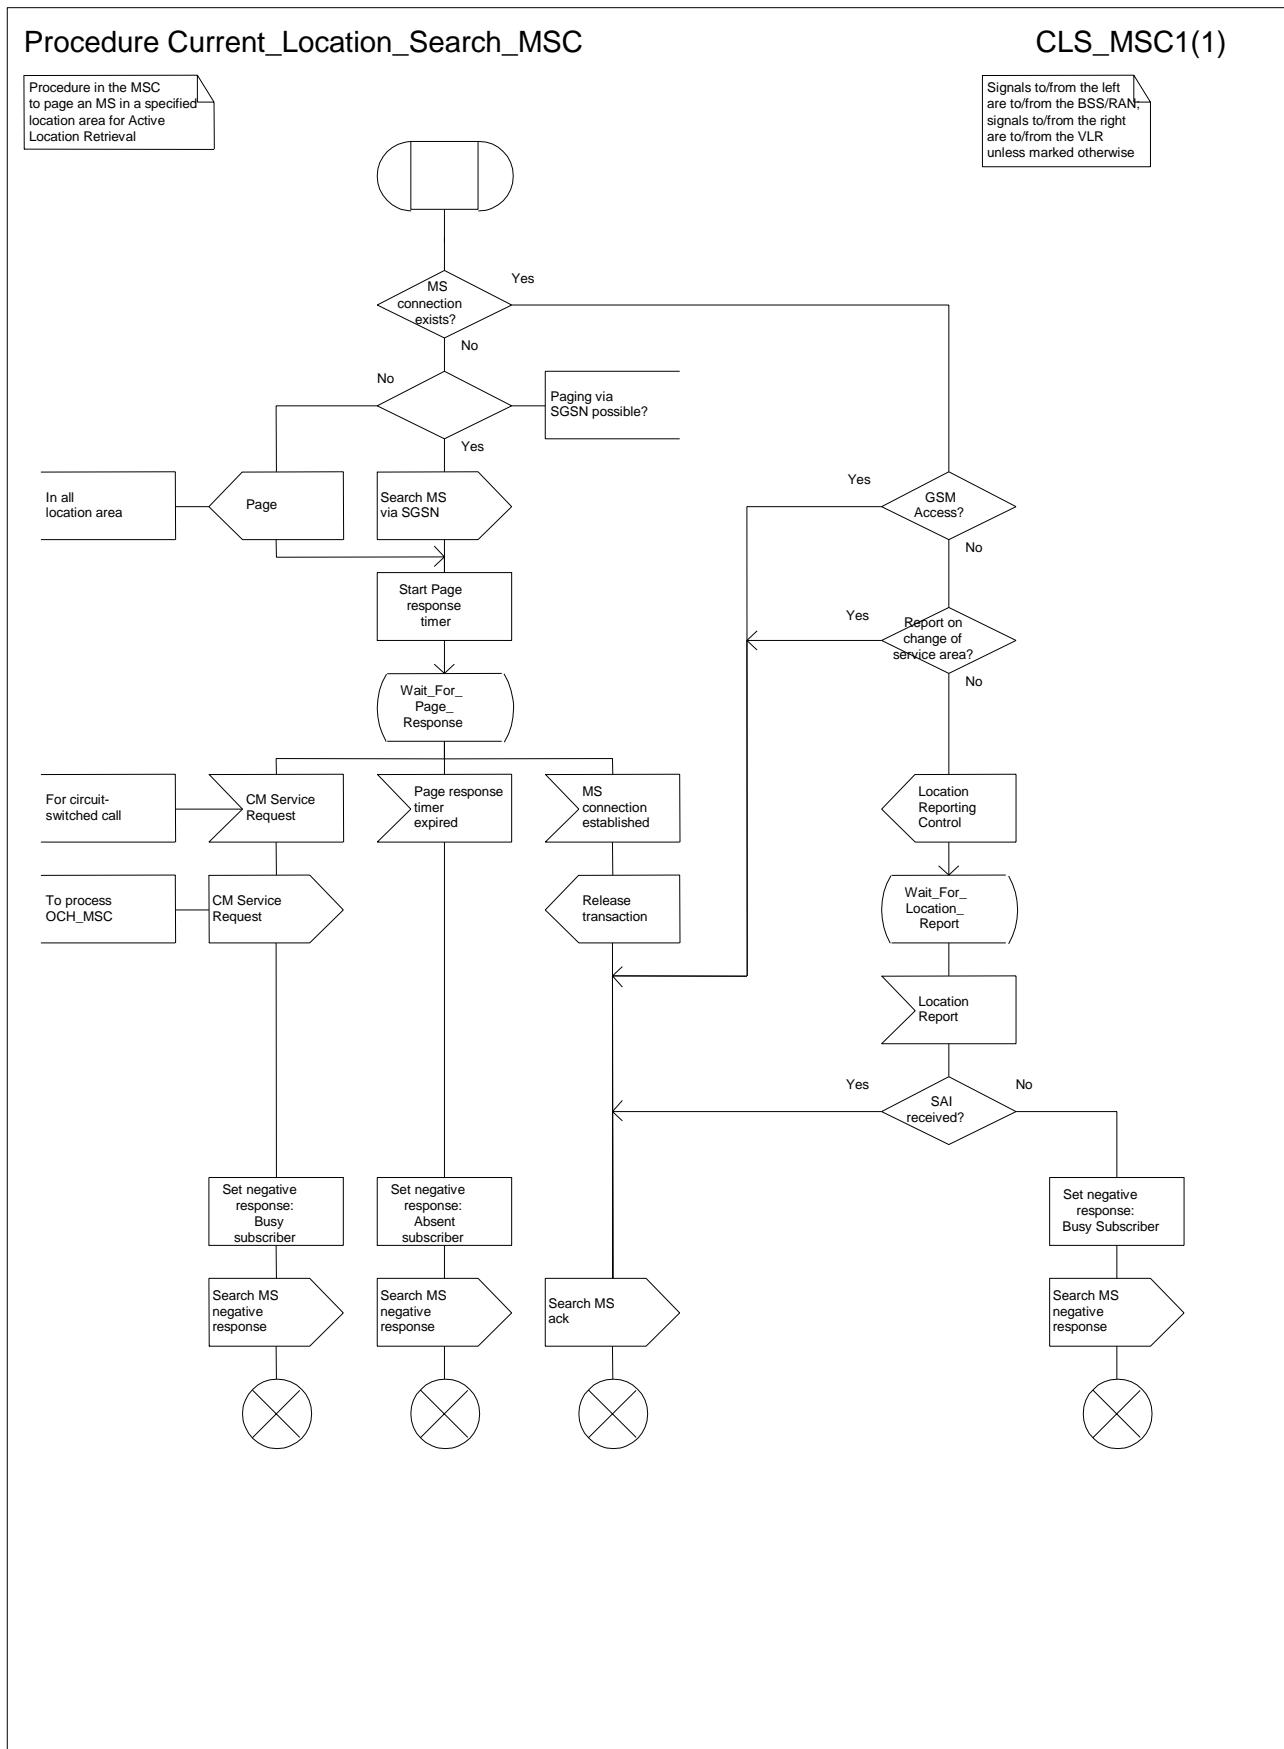 Procedure Current_Location_Search_MSC
CLS_MSC1(1)
Procedure in the MSC
to page an MS in a specified
location area for Active
Location Retrieval
Signals to/from the left
are to/from the BSS/RAN;
signals to/from the right
are to/from the VLR
unless marked otherwise
MS
connection
exists?
Yes
No
No
Paging via
SGSN possible?
Yes
In all
location area
Page
Search MS
via SGSN
Yes
GSM
Access?
No
Start Page
response
timer
Yes
Report on
change of
service area?
No
Wait_For_
Page_
Response
For circuit-
switched call
CM Service
Request
Page response
timer
expired
MS
connection
established
Location
Reporting
Control
To process
OCH_MSC
CM Service
Request
Release
transaction
Wait_For_
Location_
Report
Location
Report
Yes
SAI
received?
No
Set negative
response:
Busy
subscriber
Set negative
response:
Absent
subscriber
Set negative
response:
Busy Subscriber
Search MS
negative
response
Search MS
negative
response
Search MS
ack
Search MS
negative
response